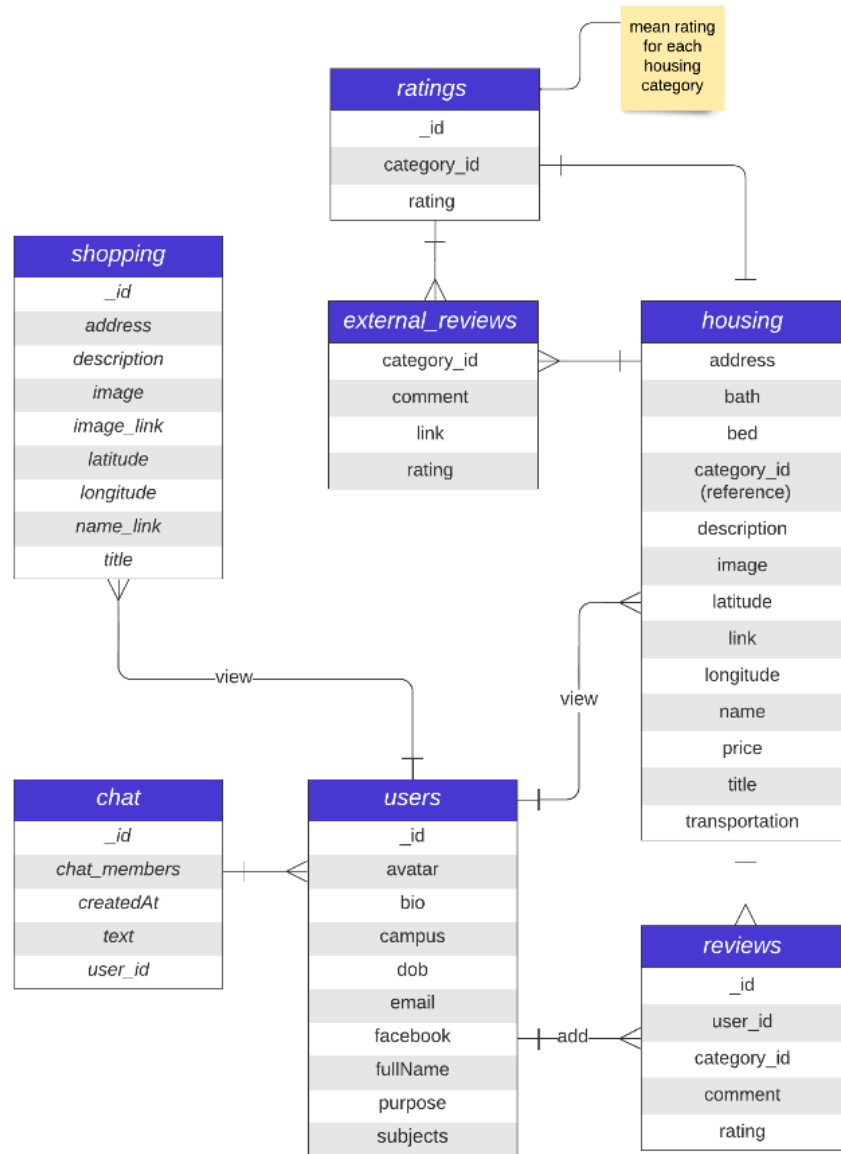 mean rating
for each
housing
category
ratings
_id
category_id
rating
shopping
_id
address
description
image
image_link
latitude
longitude
name_link
title
external_reviews
category_id
comment
link
rating
housing
address
bath
bed
category_id
(reference)
description
image
latitude
link
longitude
name
price
title
transportation
view
view
chat
_id
chat_members
createdAt
text
user_id
users
_id
avatar
bio
campus
dob
email
facebook
fullName
purpose
subjects
add
reviews
_id
user_id
category_id
comment
rating